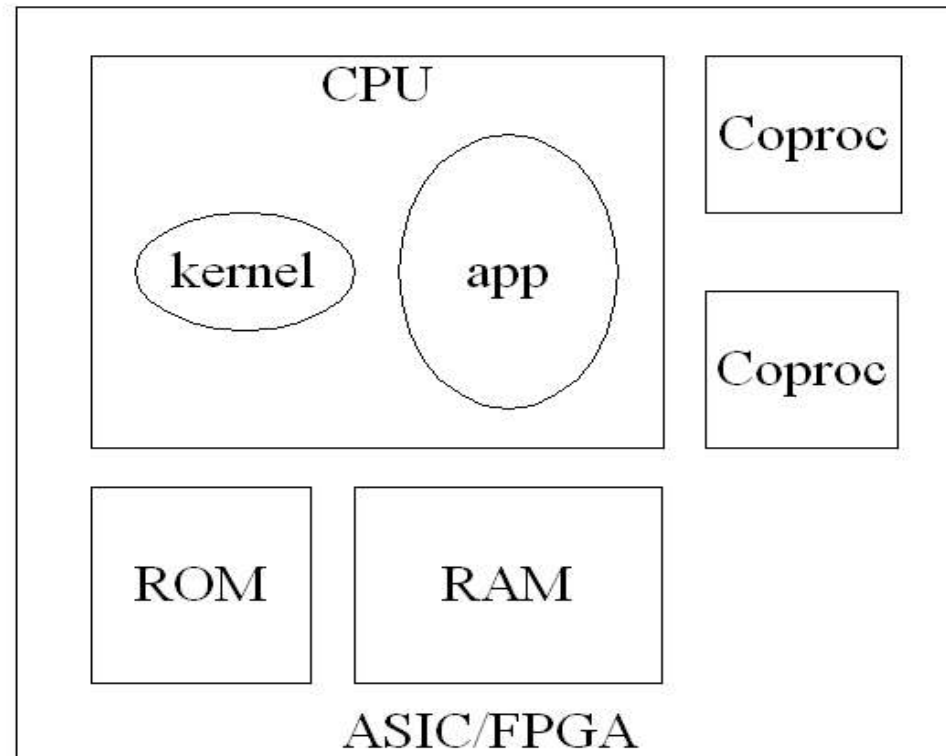 CPU
Coproc
kernel
app
Coproc
ROM
RAM
ASIC/FPGA